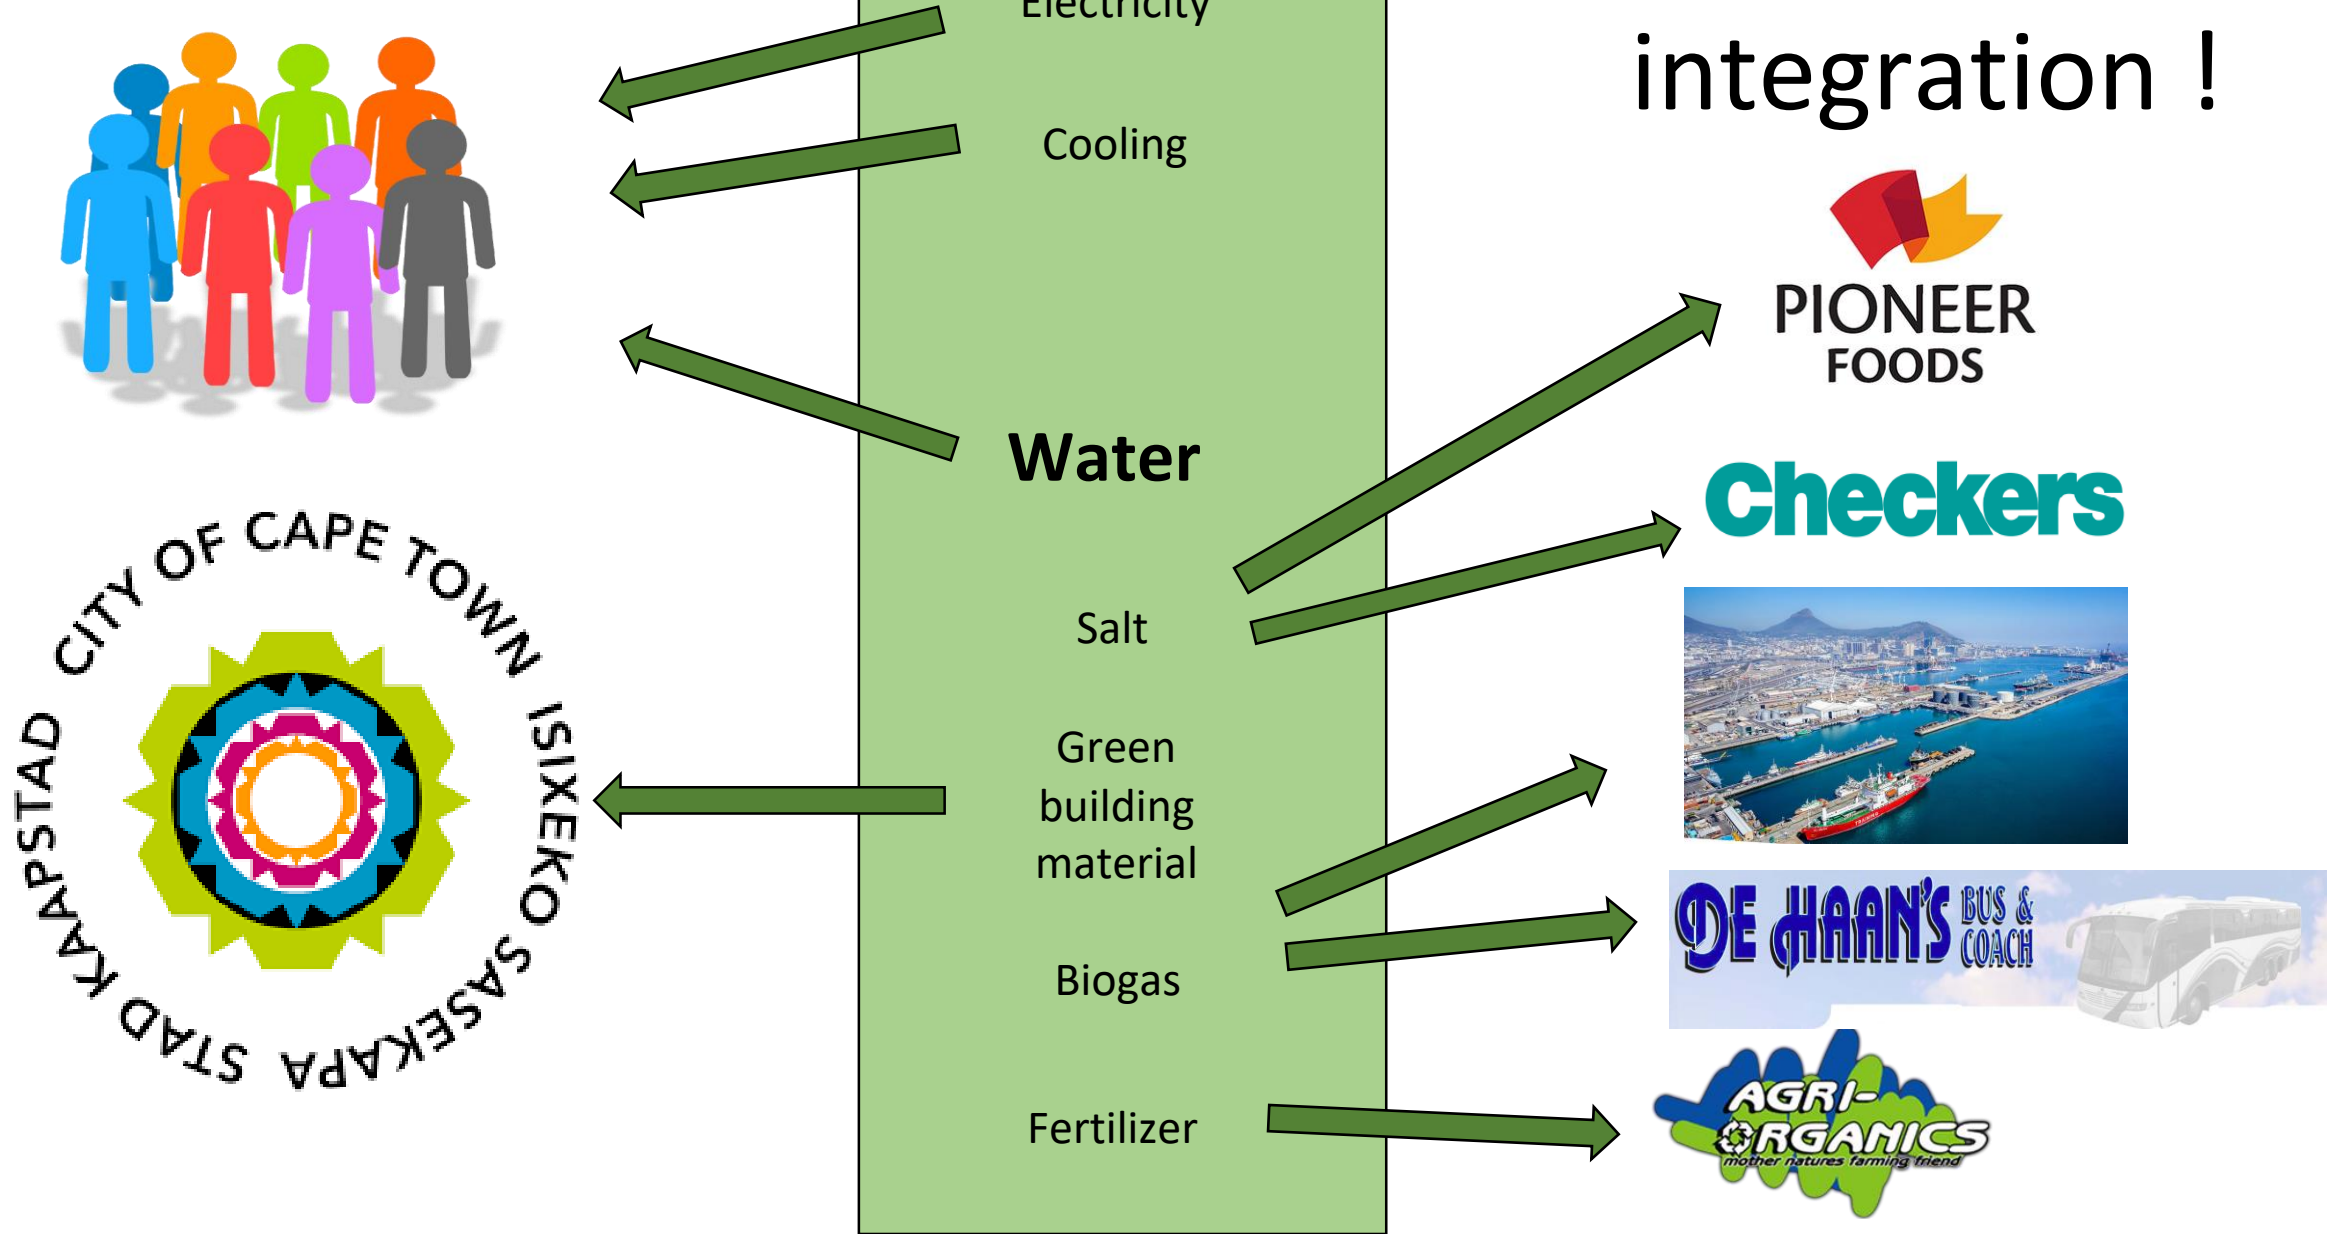 Electricity
integration !
Cooling
PIONEER
FOODS
Water
Checkers
CITY OF CAPE TOWN ISIXEKO SASEKAPA STAD KAAPSTAD
Salt
Green
building
material
DE HAAN'S BUS &
COACH
Biogas
Fertilizer
AGRI-
ORGANICS
mother natures farming friend